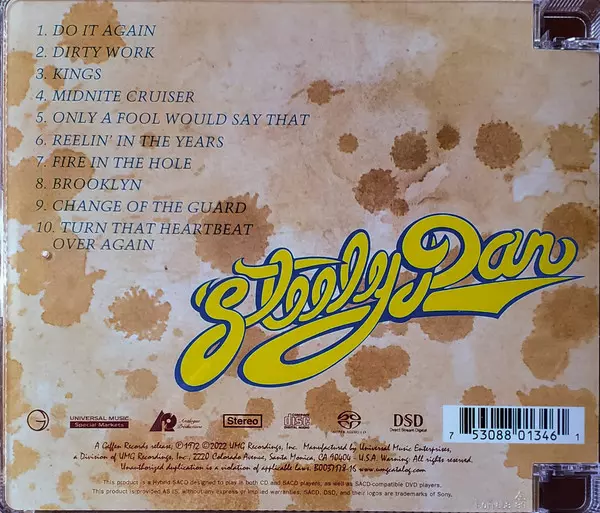 1. DO IT AGAIN
2. DIRTY WORK
3. KINGS
4. MIDNITE CRUISER
5. ONLY A FOOL WOULD SAY THAT
6. REELIN' IN THE YEARS
7. FIRE IN THE HOLE
8. BROOKLYN
9. CHANGE OF THE GUARD
10. TURN THAT HEARTBEAT
OVER AGAIN
Steely Dan
UNIVERSAL MUSIC
Special Markets
Analogue
Productions
Stereo
DSD
Direct Stream Digital
7 53088 01346 1
A Geffen Records release; ℗1972 ©2022 UMG Recordings, Inc. Manufactured by Universal Music Enterprises,
a Division of UMG Recordings, Inc., 2220 Colorado Avenue, Santa Monica, CA 90404 - U.S.A. Warning: All rights reserved.
Unauthorized duplication is a violation of applicable laws. www.umgcatalog.com
This product is a Hybrid SACD designed to play in both CD and SACD players, as well as SACD-compatible DVD players.
This product is provided AS IS, without any express or implied warranties. SACD, DSD, and their logos are trademarks of Sony.